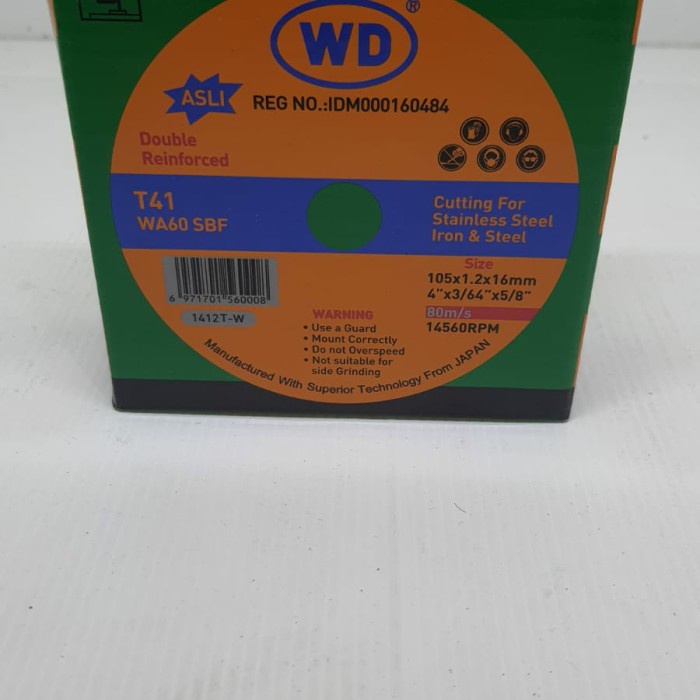 WD®
ASLI
REG NO.:IDM000160484
Double
Reinforced
T41
WA60 SBF
Cutting For
Stainless Steel
Iron & Steel
6 971701 560008
1412T-W
Size
105x1.2x16mm
4"x3/64"x5/8"
80m/s
14560RPM
WARNING
• Use a Guard
• Mount Correctly
• Do not Overspeed
• Not suitable for
side Grinding
Manufactured With Superior Technology From JAPAN